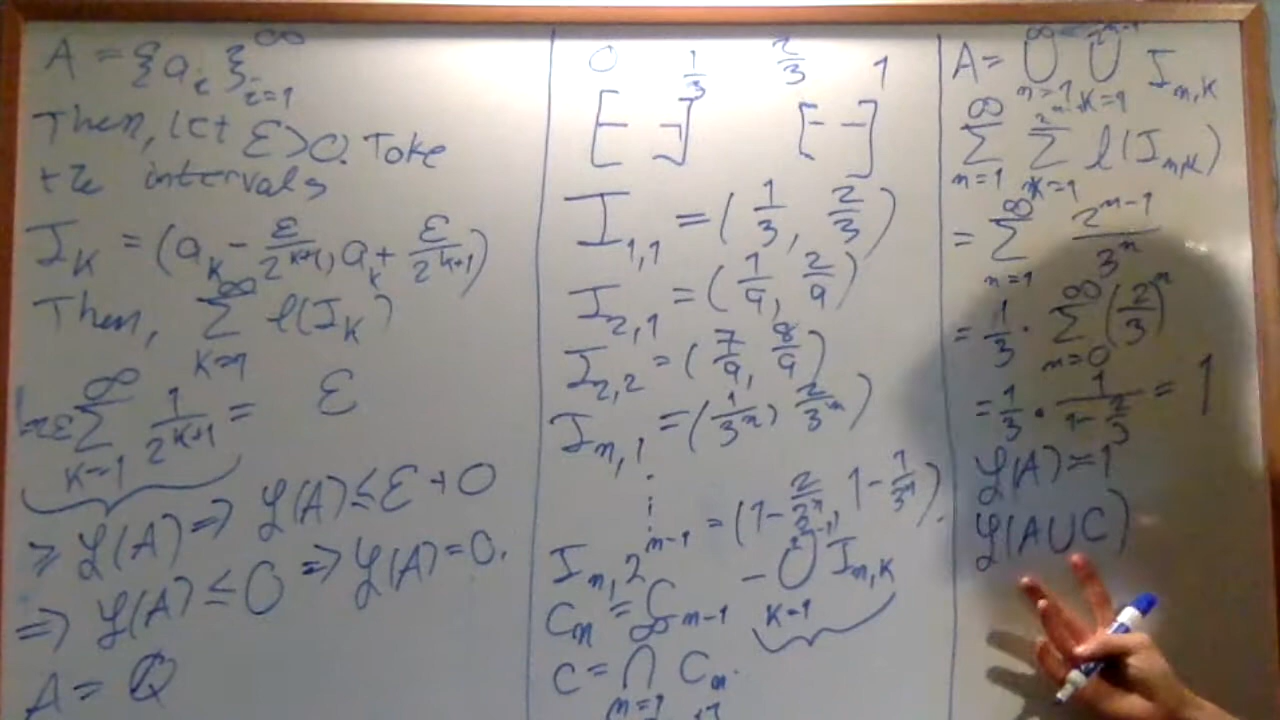 A = {a_i}_{i=1}^∞
Then, let ε>0. Take
the intervals
I_K = (a_K - ε/2^{K+1}, a_K + ε/2^{K+1})
Then, ∑_{K=1}^∞ l(I_K)
∑_{K=1}^∞ 1/2^{K+1} = ε
≥ 𝓛(A) ⇒ 𝓛(A) ≤ ε + 0
⇒ 𝓛(A) ≤ 0 ⇒ 𝓛(A) = 0.
A = ℚ
0 1/3 2/3 1
[ ] [ ]
I_{1,1} = (1/3, 2/3)
I_{2,1} = (1/9, 2/9)
I_{2,2} = (7/9, 8/9)
I_{n,1} = (1/3^n, 2/3^n)
⋮
I_{n,2^{n-1}} = (1 - 2/3^n, 1 - 1/3^n).
C_n = C_{n-1} - ⋃_{K=1}^{2^{n-1}} I_{n,K}
C = ⋂_{n=1}^∞ C_n.
A = ⋃_{n=1}^∞ ⋃_{K=1}^{2^{n-1}} I_{n,K}
∑_{n=1}^∞ ∑_{K=1}^{2^{n-1}} l(I_{n,K})
= ∑_{n=1}^∞ 2^{n-1}/3^n
= 1/3 · ∑_{n=0}^∞ (2/3)^n
= 1/3 · 1/(1 - 2/3) = 1
𝓛(A) = 1
𝓛(A∪C)